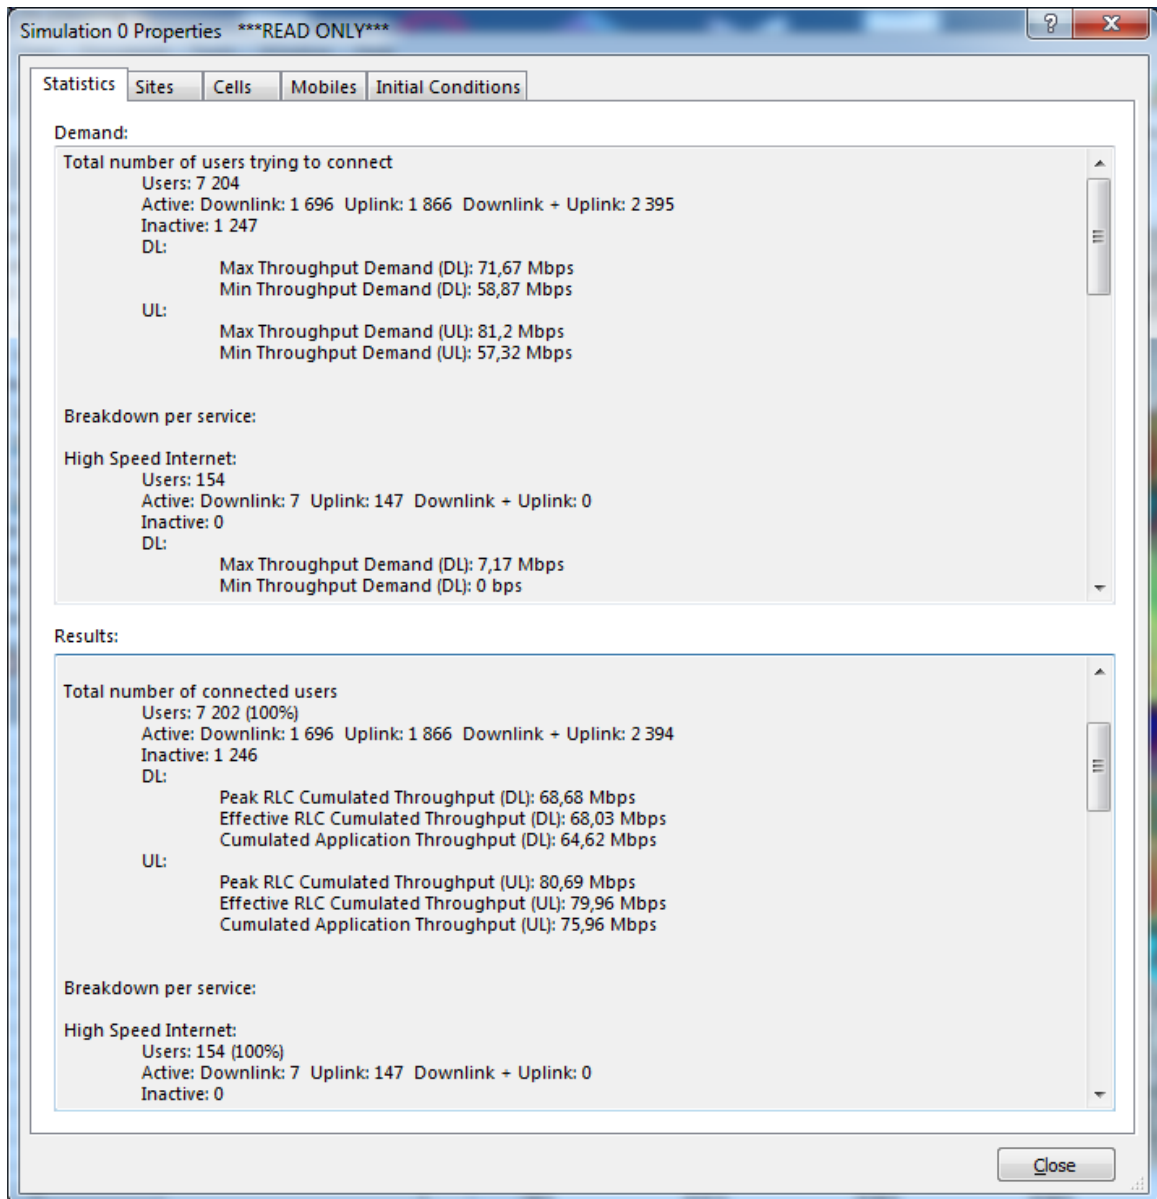 Simulation 0 Properties ***READ ONLY***
?
X
Statistics Sites Cells Mobiles Initial Conditions
Demand:
Total number of users trying to connect
Users: 7 204
Active: Downlink: 1 696 Uplink: 1 866 Downlink + Uplink: 2 395
Inactive: 1 247
DL:
Max Throughput Demand (DL): 71,67 Mbps
Min Throughput Demand (DL): 58,87 Mbps
UL:
Max Throughput Demand (UL): 81,2 Mbps
Min Throughput Demand (UL): 57,32 Mbps
Breakdown per service:
High Speed Internet:
Users: 154
Active: Downlink: 7 Uplink: 147 Downlink + Uplink: 0
Inactive: 0
DL:
Max Throughput Demand (DL): 7,17 Mbps
Min Throughput Demand (DL): 0 bps
Results:
Total number of connected users
Users: 7 202 (100%)
Active: Downlink: 1 696 Uplink: 1 866 Downlink + Uplink: 2 394
Inactive: 1 246
DL:
Peak RLC Cumulated Throughput (DL): 68,68 Mbps
Effective RLC Cumulated Throughput (DL): 68,03 Mbps
Cumulated Application Throughput (DL): 64,62 Mbps
UL:
Peak RLC Cumulated Throughput (UL): 80,69 Mbps
Effective RLC Cumulated Throughput (UL): 79,96 Mbps
Cumulated Application Throughput (UL): 75,96 Mbps
Breakdown per service:
High Speed Internet:
Users: 154 (100%)
Active: Downlink: 7 Uplink: 147 Downlink + Uplink: 0
Inactive: 0
Close